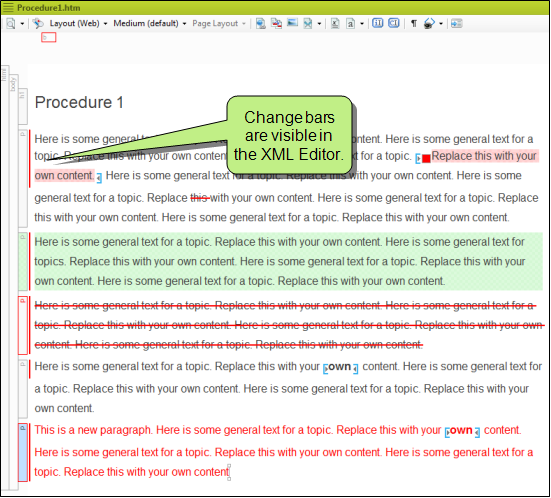 Procedure1.htm
Layout (Web) Medium (default) Page Layout
html
body
h1
Procedure 1
Change bars
are visible in
the XML Editor.
p
Here is some general text for a topic. Replace this with your own content. Here is some general text for a
topic. Replace this with your own content. Here is some general text for a topic. Replace this with your
own content. Here is some general text for a topic. Replace this with your own content. Here is some
general text for a topic. Replace this with your own content. Here is some general text for a topic. Replace
this with your own content. Here is some general text for a topic. Replace this with your own content.
p
Here is some general text for a topic. Replace this with your own content. Here is some general text for
topics. Replace this with your own content. Here is some general text for a topic. Replace this with your own
content. Here is some general text for a topic. Replace this with your own content.
p
Here is some general text for a topic. Replace this with your own content. Here is some general text for a
topic. Replace this with your own content. Here is some general text for a topic. Replace this with your own
content. Here is some general text for a topic. Replace this with your own content.
p
Here is some general text for a topic. Replace this with your own content. Here is some general text for
a topic. Replace this with your own content. Here is some general text for a topic. Replace this with your
own content.
p
This is a new paragraph. Here is some general text for a topic. Replace this with your own content.
Here is some general text for a topic. Replace this with your own content. Here is some general text for a
topic. Replace this with your own content